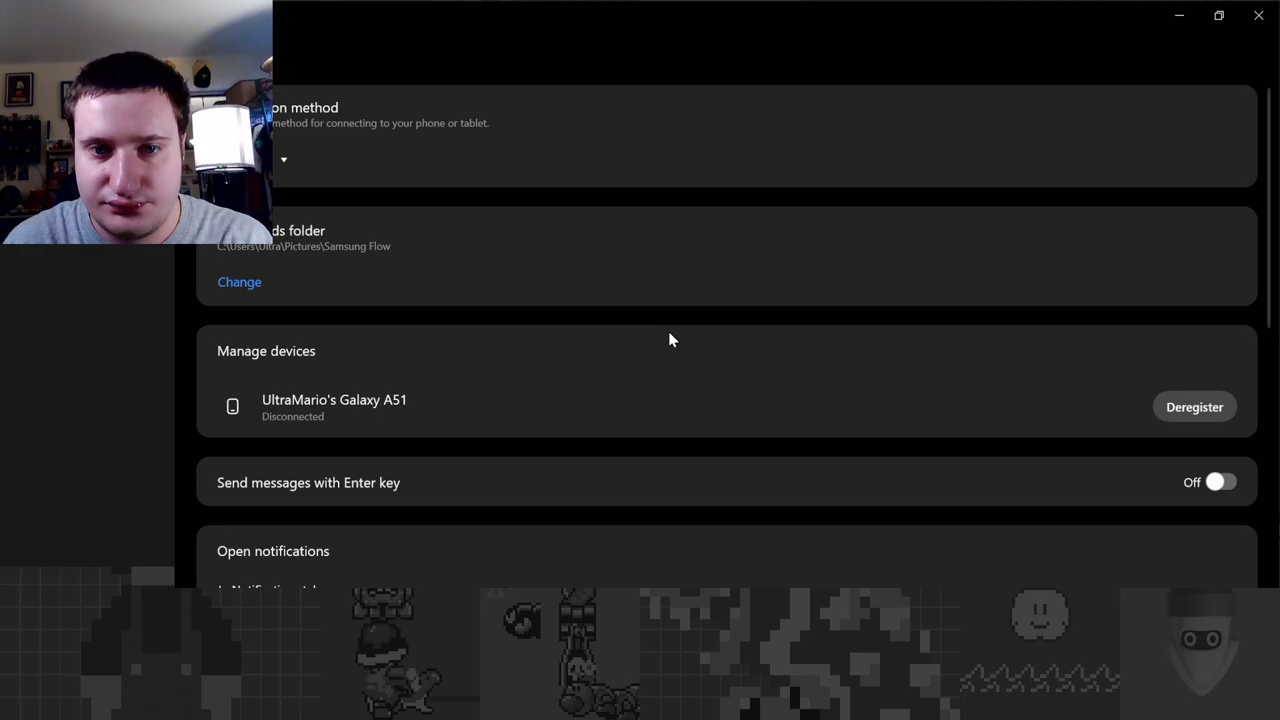 on method
method for connecting to your phone or tablet.
ds folder
C:\Users\Ultra\Pictures\Samsung Flow
Change
Manage devices
UltraMario's Galaxy A51
Disconnected
Deregister
Send messages with Enter key
Off
Open notifications